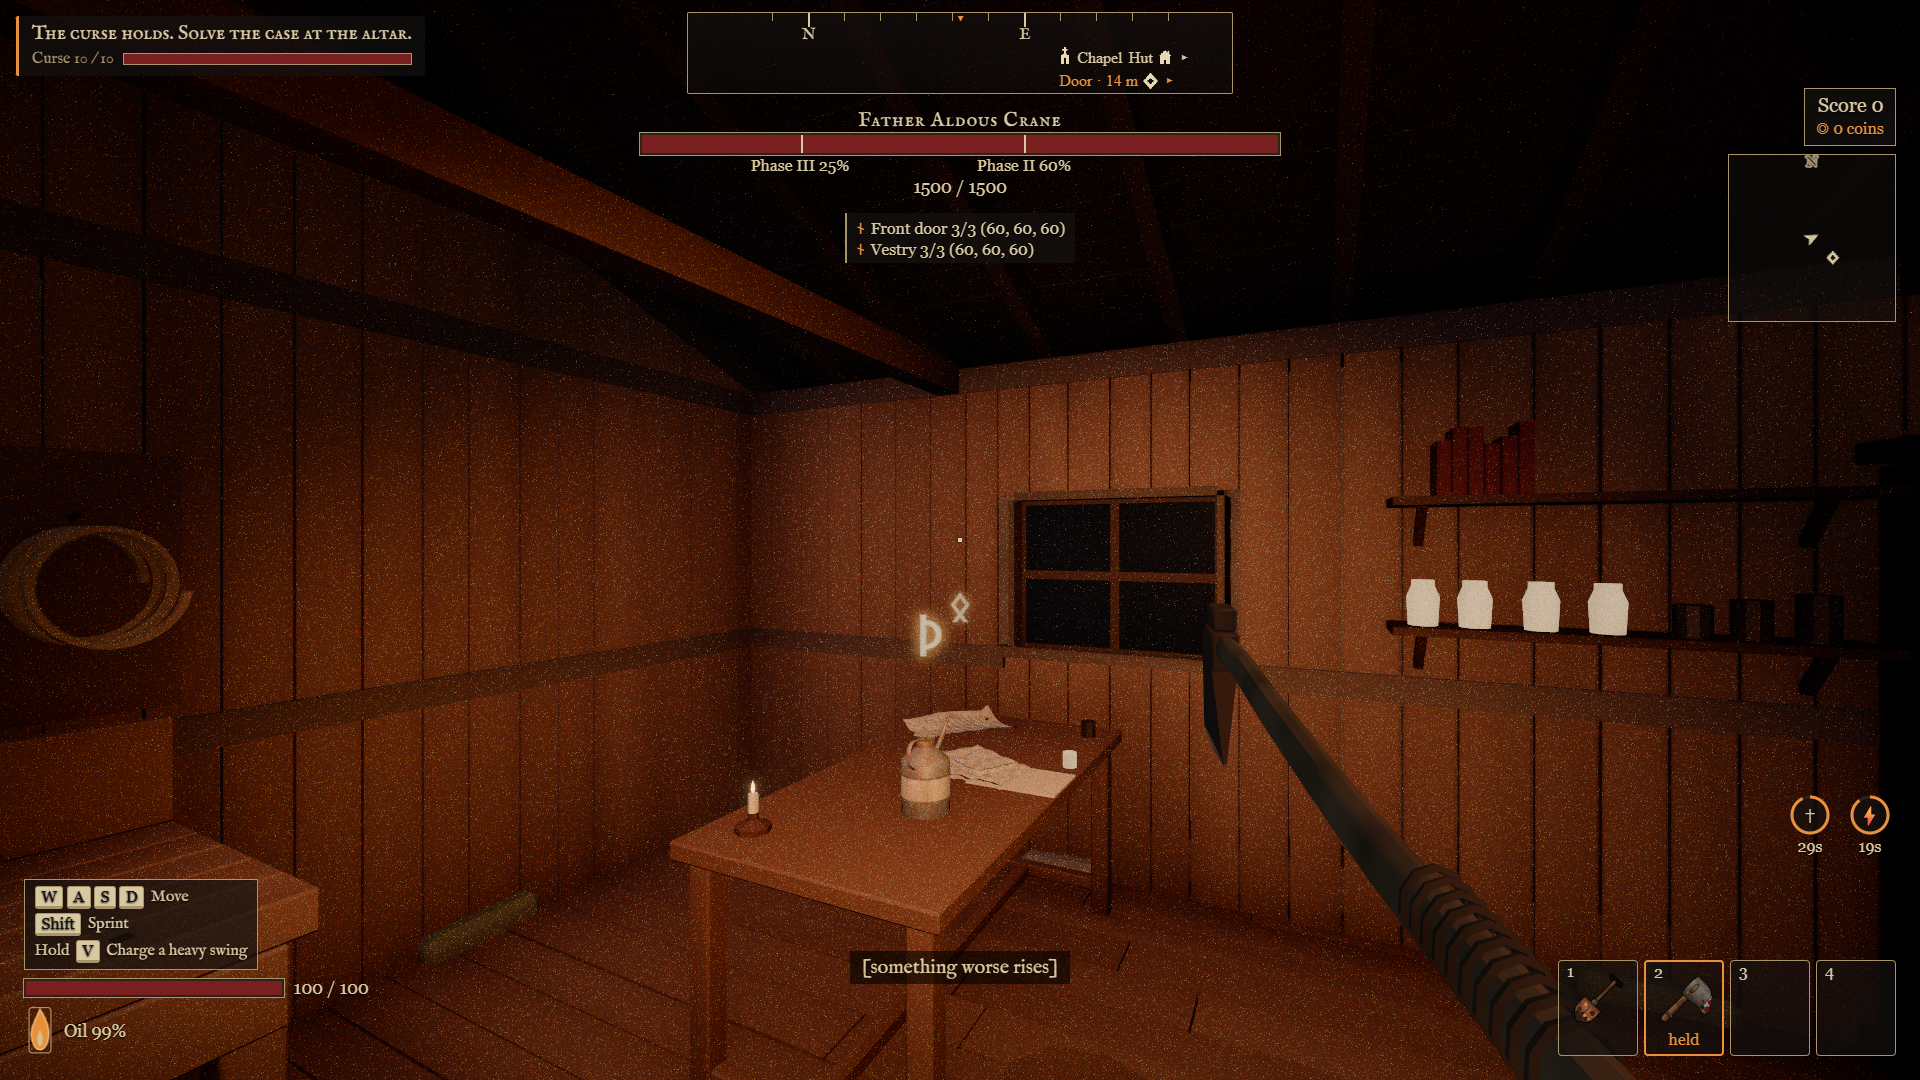 The curse holds. Solve the case at the altar.
Curse 10/10
N
E
Chapel Hut
Door · 14 m
Father Aldous Crane
Phase III 25%
Phase II 60%
1500 / 1500
Front door 3/3 (60, 60, 60)
Vestry 3/3 (60, 60, 60)
Score 0
0 coins
N
ᛟ
ᚦ
29s
19s
W A S D Move
Shift Sprint
Hold V Charge a heavy swing
[something worse rises]
100 / 100
Oil 99%
1
2
3
4
held